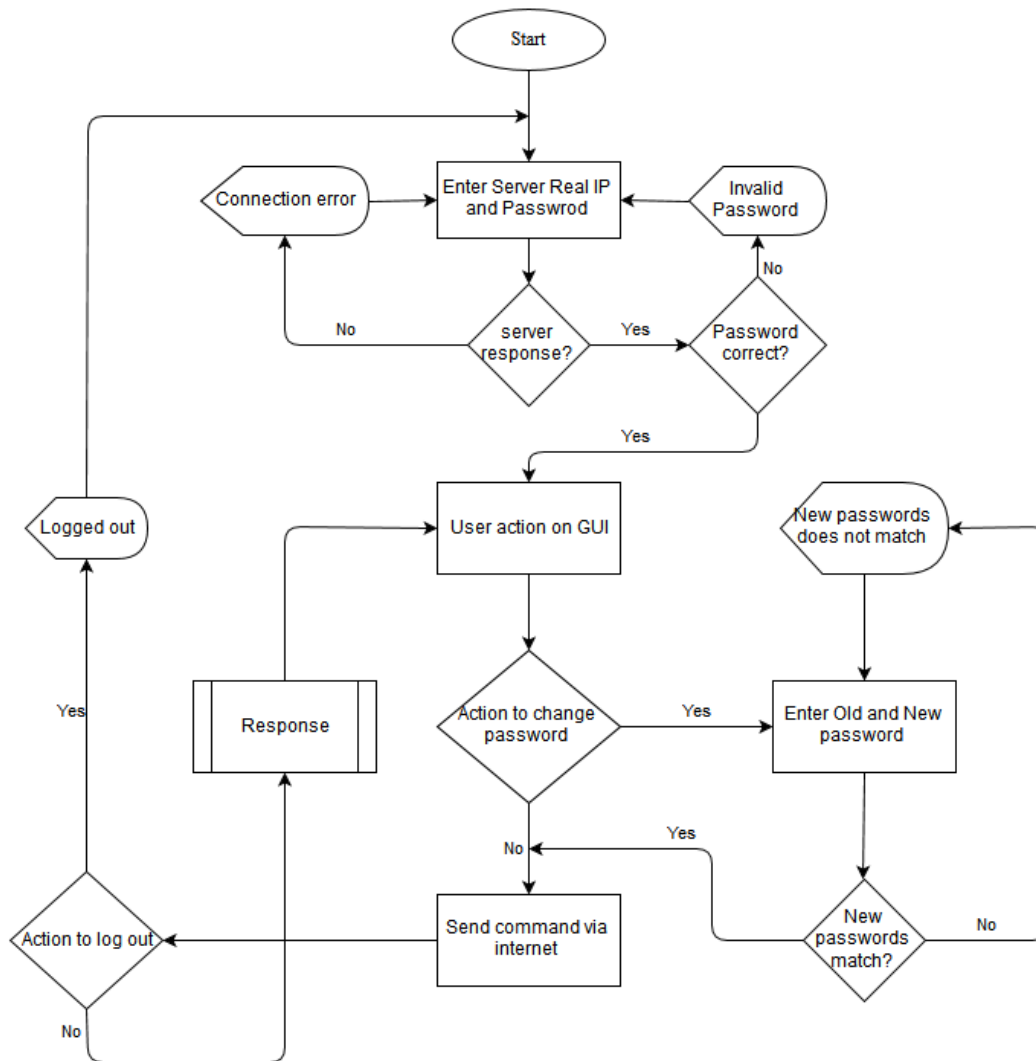 Start
Connection error
Enter Server Real IP
and Passwrod
Invalid
Password
No
No
server
response?
Yes
Password
correct?
Yes
Logged out
User action on GUI
New passwords
does not match
Yes
Response
Action to change
password
Yes
Enter Old and New
password
No
Yes
Action to log out
Send command via
internet
New
passwords
match?
No
No